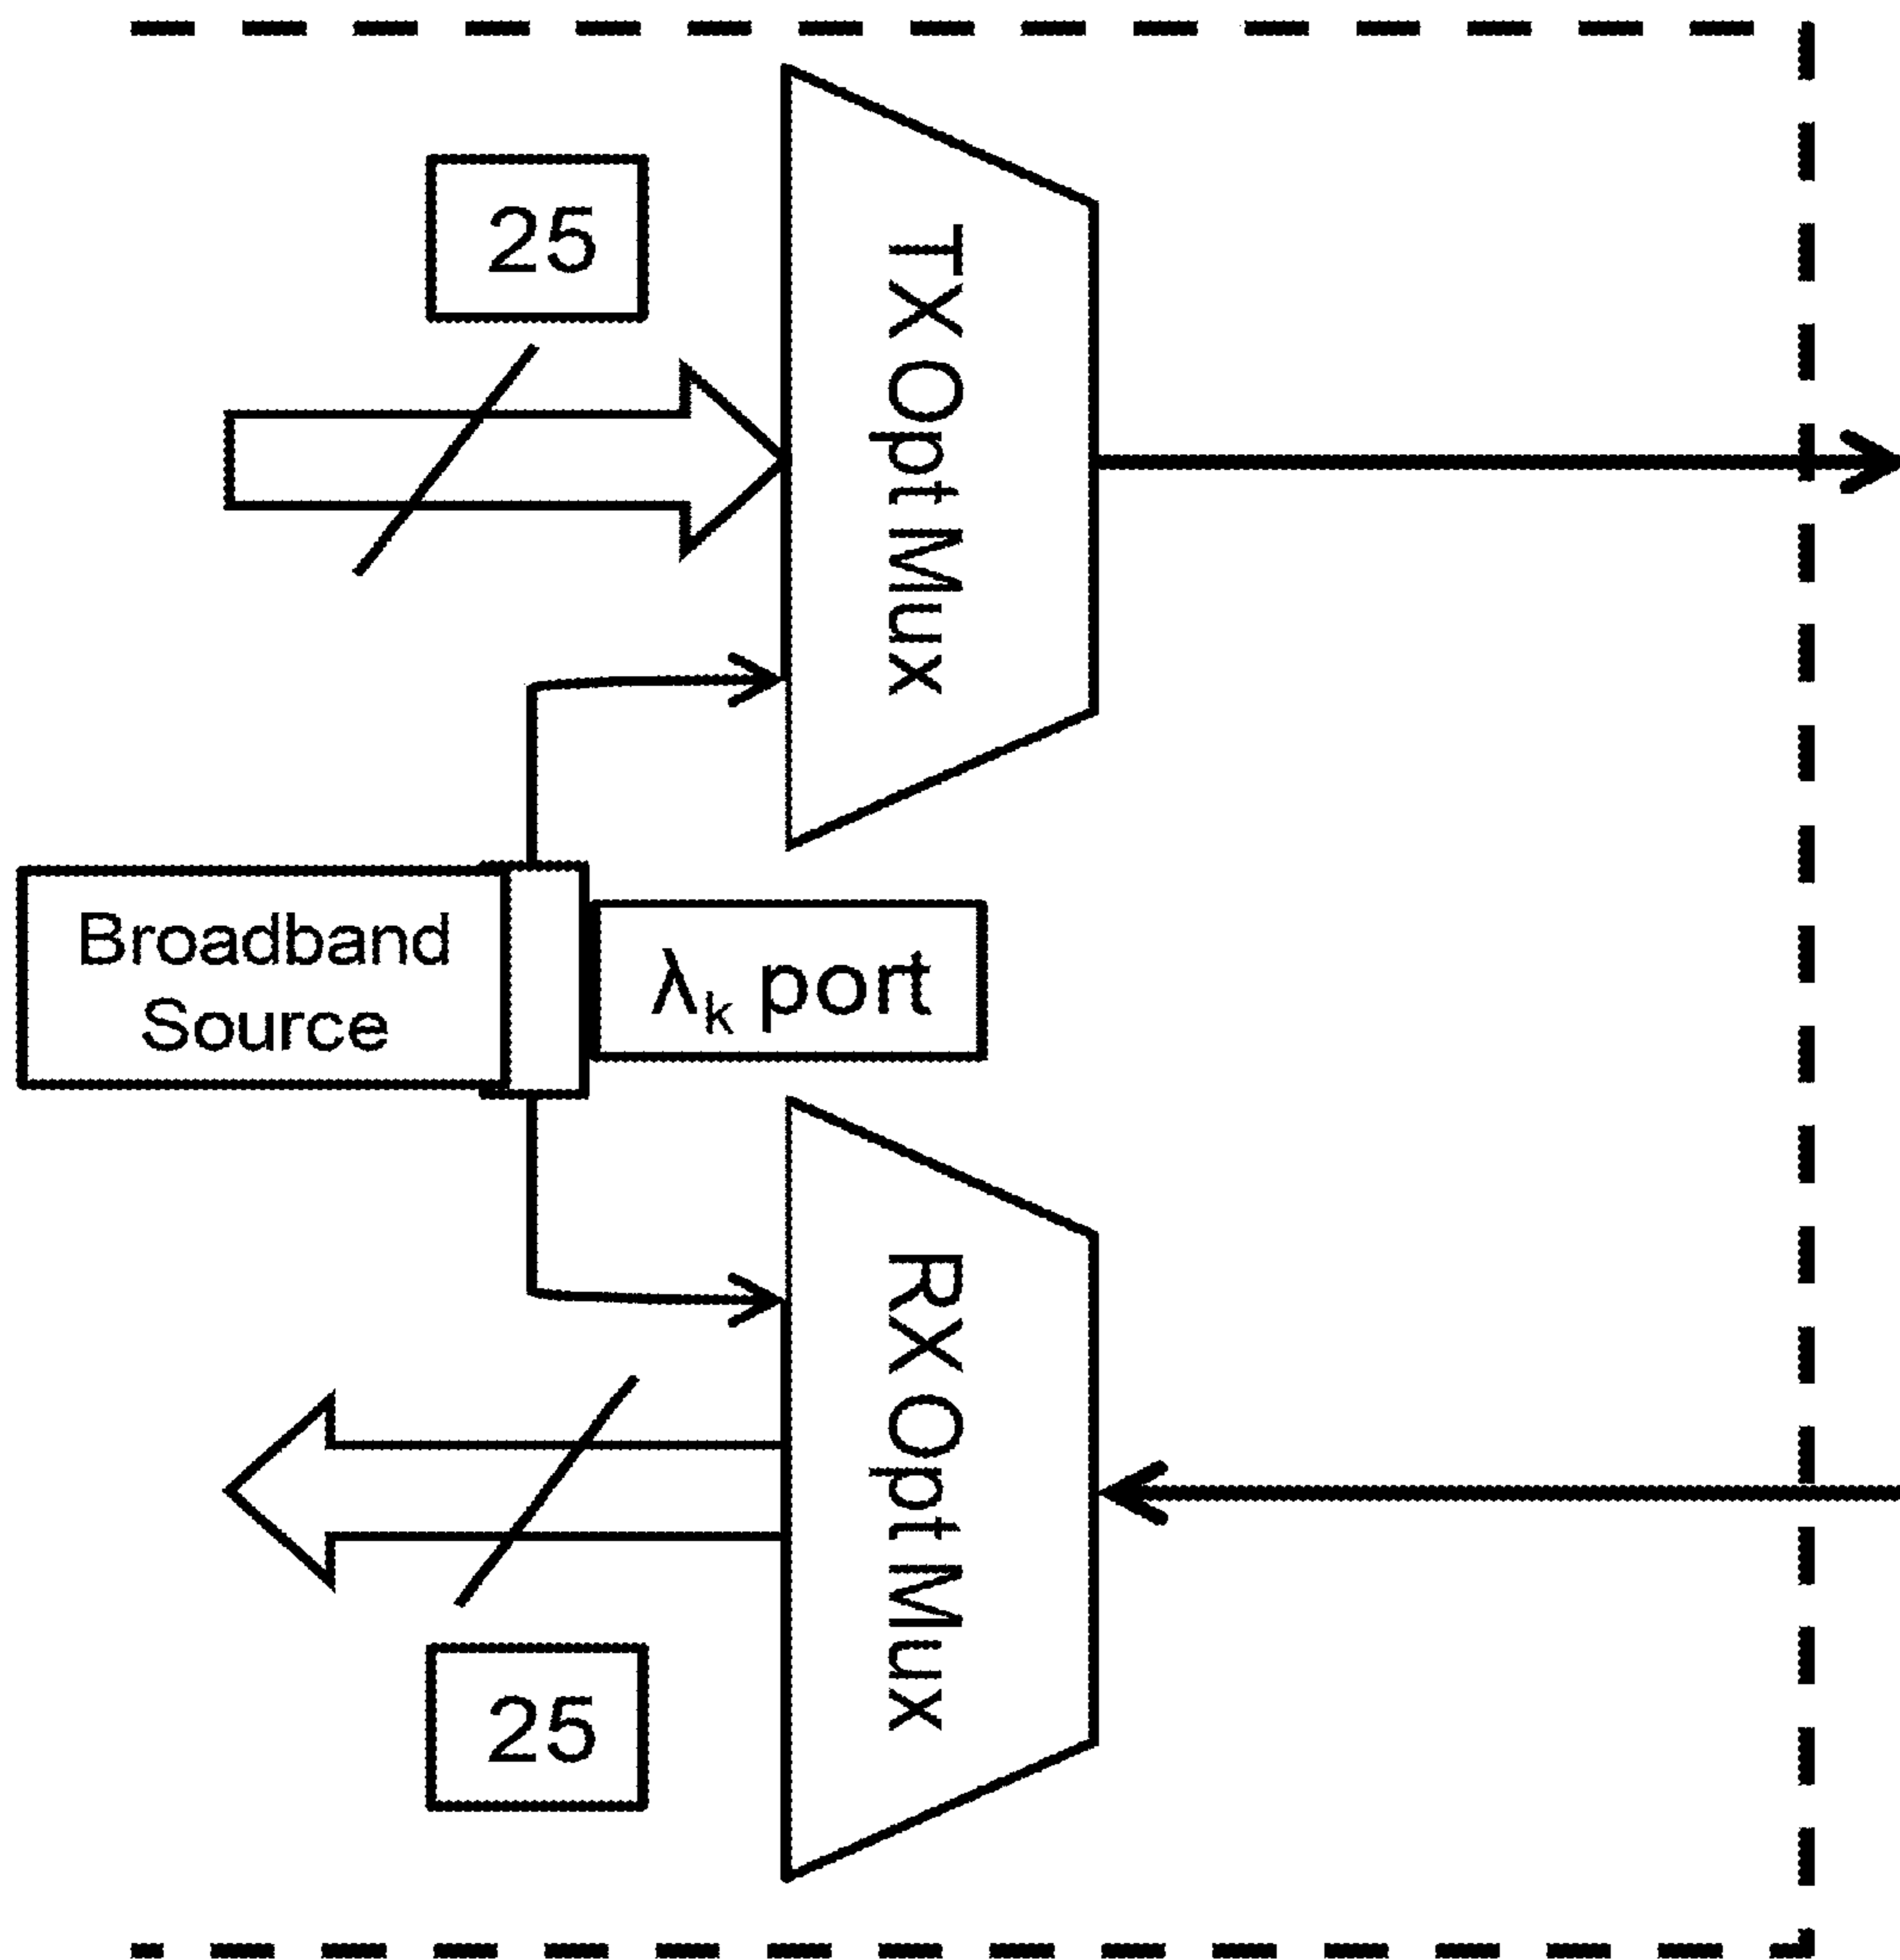 25
TX Opt Mux
Broadband
Source
λk port
RX Opt Mux
25